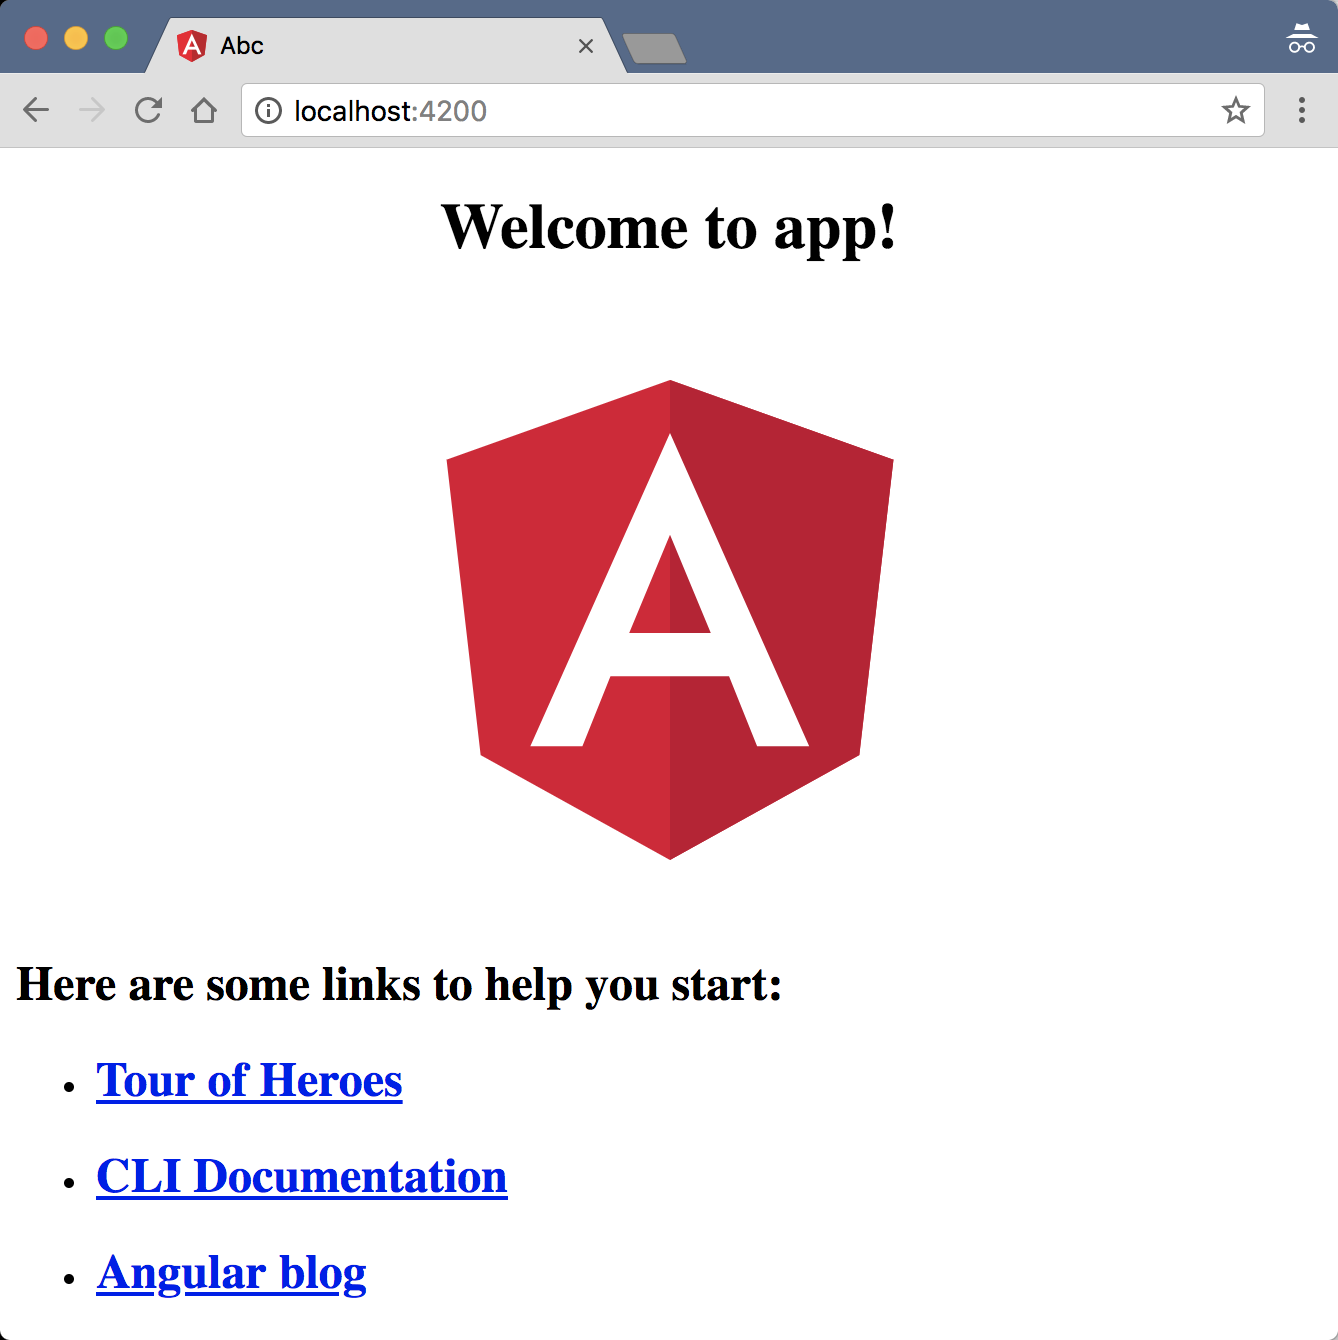 Abc
localhost:4200
Welcome to app!
A
Here are some links to help you start:
Tour of Heroes
CLI Documentation
Angular blog